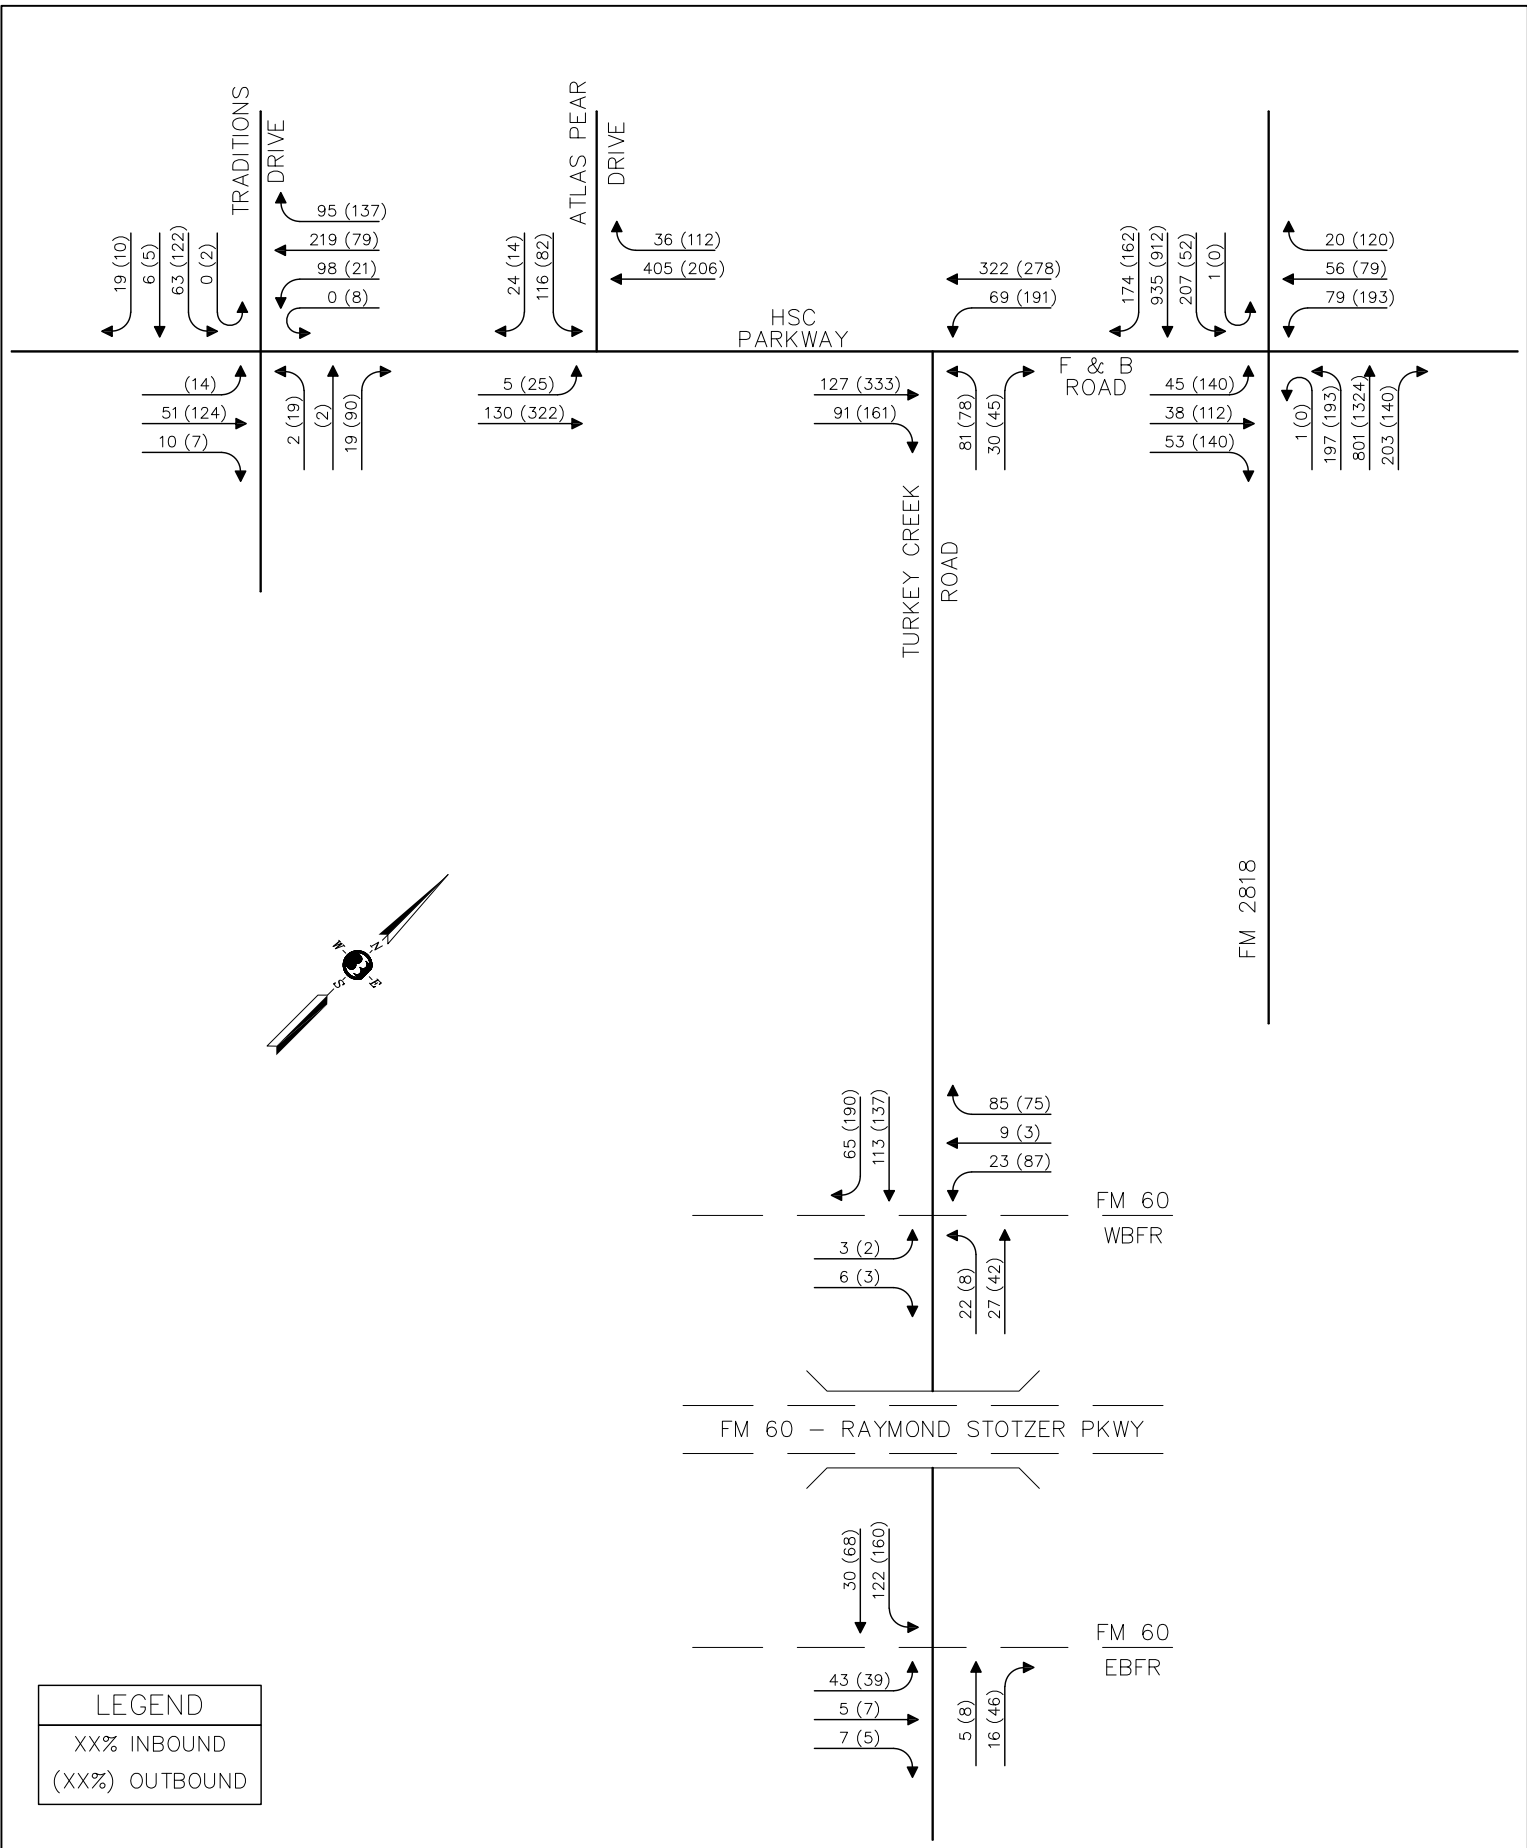 TRADITIONS
DRIVE
ATLAS PEAR
DRIVE
19 (10)
6 (5)
63 (122)
0 (2)
95 (137)
219 (79)
98 (21)
0 (8)
24 (14)
116 (82)
36 (112)
405 (206)
322 (278)
69 (191)
174 (162)
935 (912)
207 (52)
1 (0)
20 (120)
56 (79)
79 (193)
HSC
PARKWAY
F & B
ROAD
(14)
51 (124)
10 (7)
2 (19)
(2)
19 (90)
5 (25)
130 (322)
127 (333)
91 (161)
81 (78)
30 (45)
45 (140)
38 (112)
53 (140)
1 (0)
197 (193)
801 (1324)
203 (140)
TURKEY CREEK
ROAD
FM 2818
W
N
S
E
65 (190)
113 (137)
85 (75)
9 (3)
23 (87)
FM 60
WBFR
3 (2)
6 (3)
22 (8)
27 (42)
FM 60 - RAYMOND STOTZER PKWY
30 (68)
122 (160)
FM 60
EBFR
43 (39)
5 (7)
7 (5)
5 (8)
16 (46)
LEGEND
XX% INBOUND
(XX%) OUTBOUND